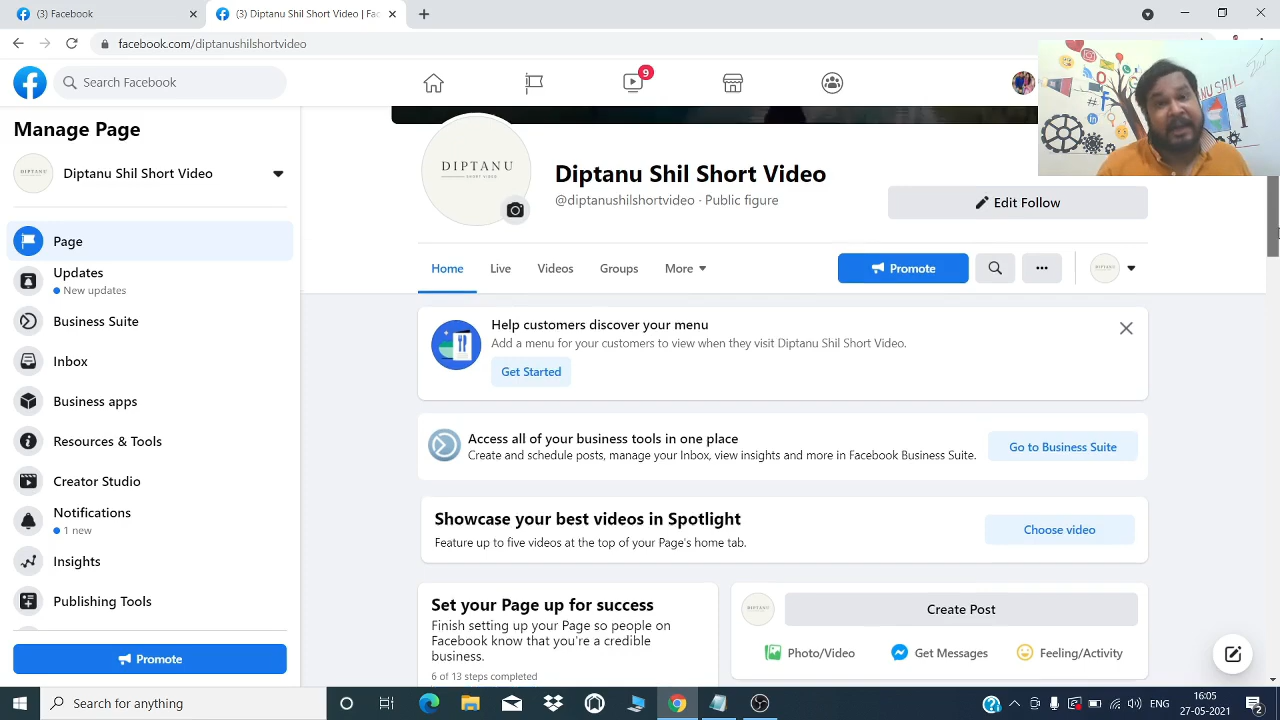 (3) Facebook
(3) Diptanu Shil Short Video | Fac
facebook.com/diptanushilshortvideo
Search Facebook
9
Manage Page
Diptanu Shil Short Video
Page
Updates
New updates
Business Suite
Inbox
Business apps
Resources & Tools
Creator Studio
Notifications
1 new
Insights
Publishing Tools
Promote
DIPTANU
SHORT VIDEO
Diptanu Shil Short Video
@diptanushilshortvideo · Public figure
Edit Follow
Home
Live
Videos
Groups
More
Promote
Help customers discover your menu
Add a menu for your customers to view when they visit Diptanu Shil Short Video.
Get Started
Access all of your business tools in one place
Create and schedule posts, manage your Inbox, view insights and more in Facebook Business Suite.
Go to Business Suite
Showcase your best videos in Spotlight
Feature up to five videos at the top of your Page's home tab.
Choose video
Set your Page up for success
Finish setting up your Page so people on
Facebook know that you're a credible
business.
6 of 13 steps completed
DIPTANU
Create Post
Photo/Video
Get Messages
Feeling/Activity
Search for anything
ENG
16:05
27-05-2021
2